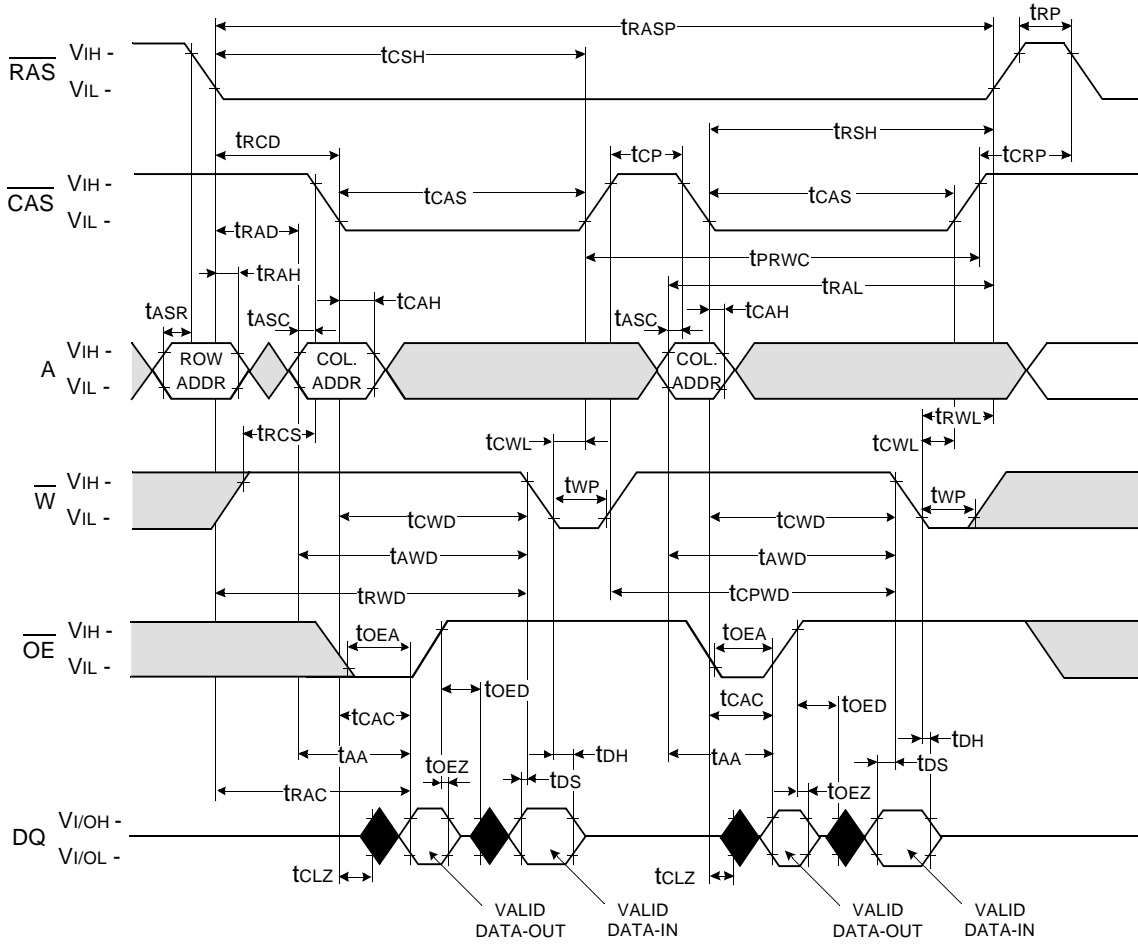 tRASP
tRP
VIH -
tCSH
RAS
VIL -
tRCD
tRSH
tCP
tCRP
VIH -
CAS
tCAS
tCAS
VIL -
tRAD
tPRWC
tRAH
tRAL
tASR
tASC
tCAH
tASC
tCAH
VIH -
A
VIL -
ROW
ADDR
COL.
ADDR
COL.
ADDR
tRCS
tCWL
tRWL
tCWL
VIH -
W
VIL -
tWP
tWP
tCWD
tCWD
tAWD
tAWD
tRWD
tCPWD
VIH -
OE
VIL -
tOEA
tOEA
tCAC
tOED
tCAC
tOED
tAA
tOEZ
tDH
tDS
tAA
tOEZ
tDH
tDS
tRAC
VI/OH -
DQ
VI/OL -
tCLZ
tCLZ
VALID
DATA-OUT
VALID
DATA-IN
VALID
DATA-OUT
VALID
DATA-IN